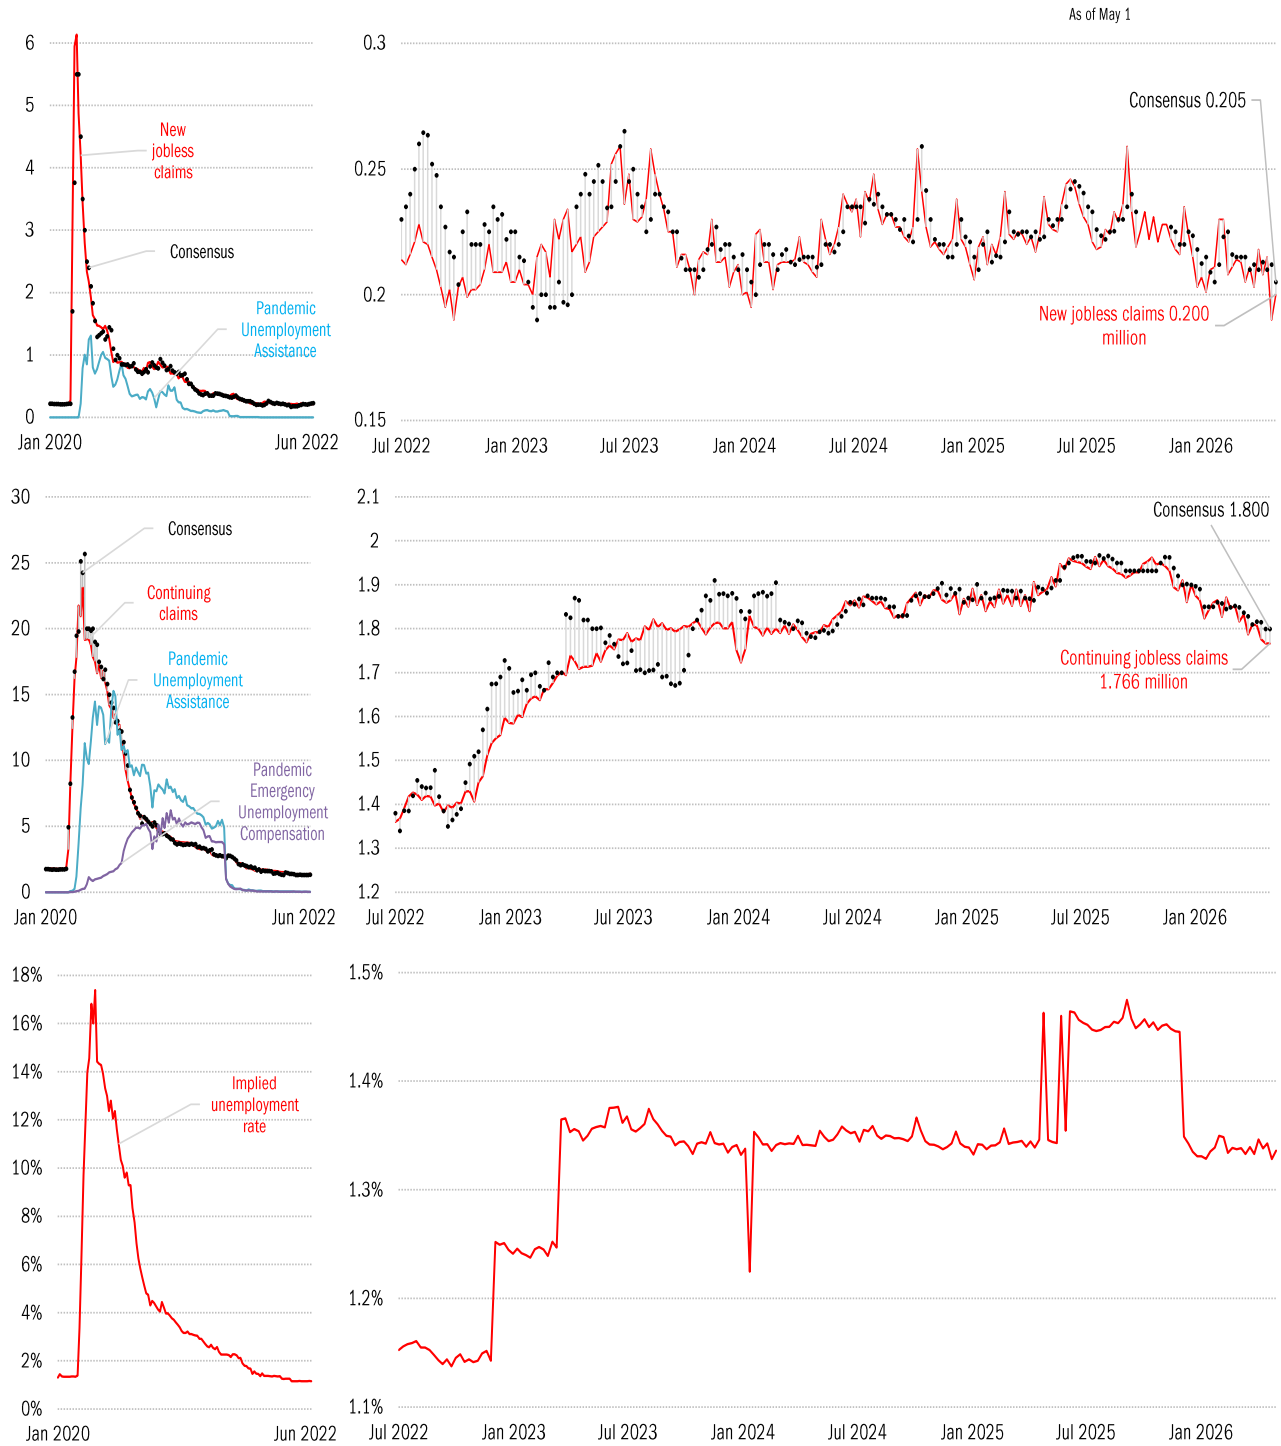 As of May 1
6
5
4
3
2
1
0
New
jobless
claims
Consensus
Pandemic
Unemployment
Assistance
Jan 2020
Jun 2022
0.3
0.25
0.2
0.15
Consensus 0.205
New jobless claims 0.200
million
Jul 2022
Jan 2023
Jul 2023
Jan 2024
Jul 2024
Jan 2025
Jul 2025
Jan 2026
30
25
20
15
10
5
0
Consensus
Continuing
claims
Pandemic
Unemployment
Assistance
Pandemic
Emergency
Unemployment
Compensation
Jan 2020
Jun 2022
2.1
2
1.9
1.8
1.7
1.6
1.5
1.4
1.3
1.2
Consensus 1.800
Continuing jobless claims
1.766 million
Jul 2022
Jan 2023
Jul 2023
Jan 2024
Jul 2024
Jan 2025
Jul 2025
Jan 2026
18%
16%
14%
12%
10%
8%
6%
4%
2%
0%
Implied
unemployment
rate
Jan 2020
Jun 2022
1.5%
1.4%
1.3%
1.2%
1.1%
Jul 2022
Jan 2023
Jul 2023
Jan 2024
Jul 2024
Jan 2025
Jul 2025
Jan 2026